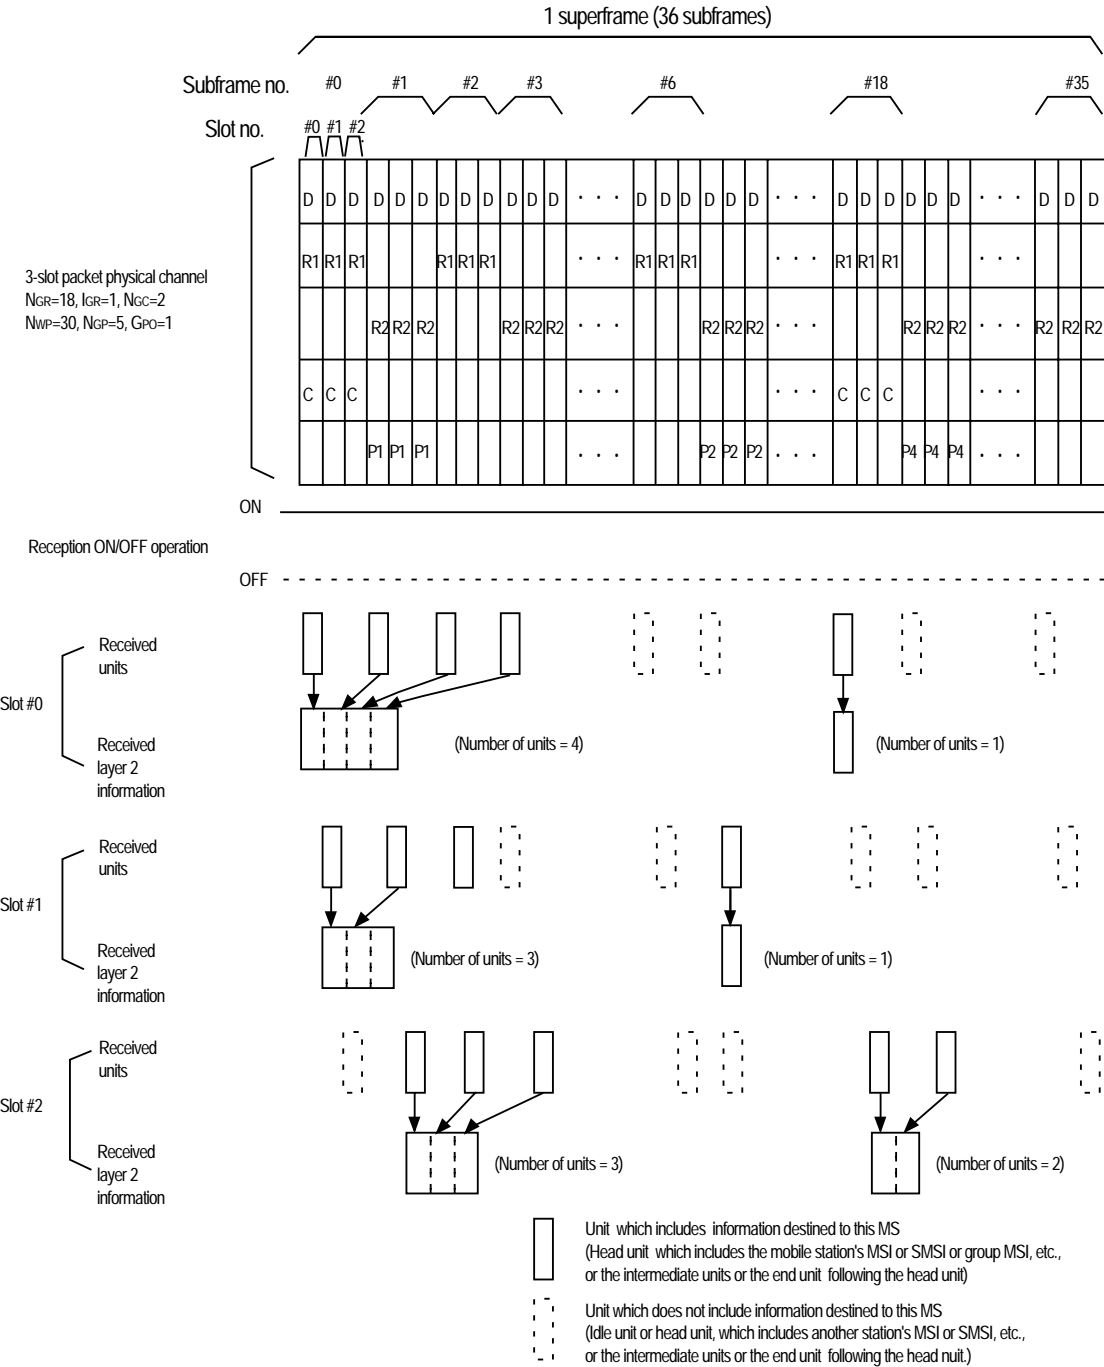 1 superframe (36 subframes)
Subframe no. #0 #1 #2 #3 #6 #18 #35
Slot no. #0 #1 #2
D D D D D D D D D D D D · · · D D D D D D · · · D D D D D D · · · D D D
R1 R1 R1 R1 R1 R1 · · · R1 R1 R1 · · · R1 R1 R1 · · ·
3-slot packet physical channel
NGR=18, IGR=1, NGC=2
NWP=30, NGP=5, GPO=1
R2 R2 R2 R2 R2 R2 · · · R2 R2 R2 · · · R2 R2 R2 · · · R2 R2 R2
C C C · · · · · · C C C · · ·
P1 P1 P1 · · · P2 P2 P2 · · · P4 P4 P4 · · ·
ON
Reception ON/OFF operation
OFF
Received
units
Slot #0
Received
layer 2
information
(Number of units = 4) (Number of units = 1)
Received
units
Slot #1
Received
layer 2
information
(Number of units = 3) (Number of units = 1)
Received
units
Slot #2
Received
layer 2
information
(Number of units = 3) (Number of units = 2)
Unit which includes information destined to this MS
(Head unit which includes the mobile station's MSI or SMSI or group MSI, etc.,
or the intermediate units or the end unit following the head unit)
Unit which does not include information destined to this MS
(Idle unit or head unit, which includes another station's MSI or SMSI, etc.,
or the intermediate units or the end unit following the head nuit.)